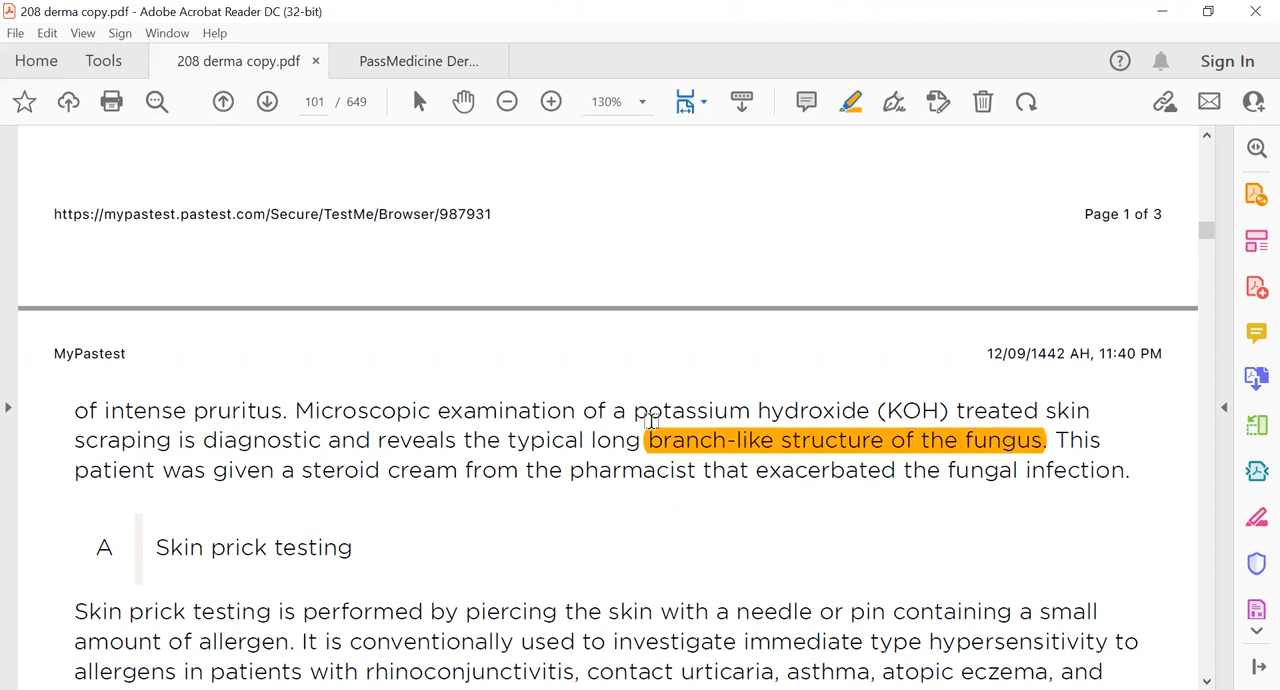 208 derma copy.pdf - Adobe Acrobat Reader DC (32-bit)
File Edit View Sign Window Help
Home Tools 208 derma copy.pdf × PassMedicine Der... Sign In
101 / 649 130%
https://mypastest.pastest.com/Secure/TestMe/Browser/987931 Page 1 of 3
MyPastest 12/09/1442 AH, 11:40 PM
of intense pruritus. Microscopic examination of a potassium hydroxide (KOH) treated skin
scraping is diagnostic and reveals the typical long branch-like structure of the fungus. This
patient was given a steroid cream from the pharmacist that exacerbated the fungal infection.
A Skin prick testing
Skin prick testing is performed by piercing the skin with a needle or pin containing a small
amount of allergen. It is conventionally used to investigate immediate type hypersensitivity to
allergens in patients with rhinoconjunctivitis, contact urticaria, asthma, atopic eczema, and